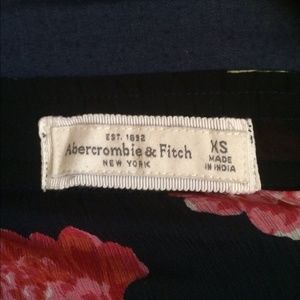 EST. 1892
Abercrombie & Fitch
NEW YORK
XS
MADE
IN INDIA